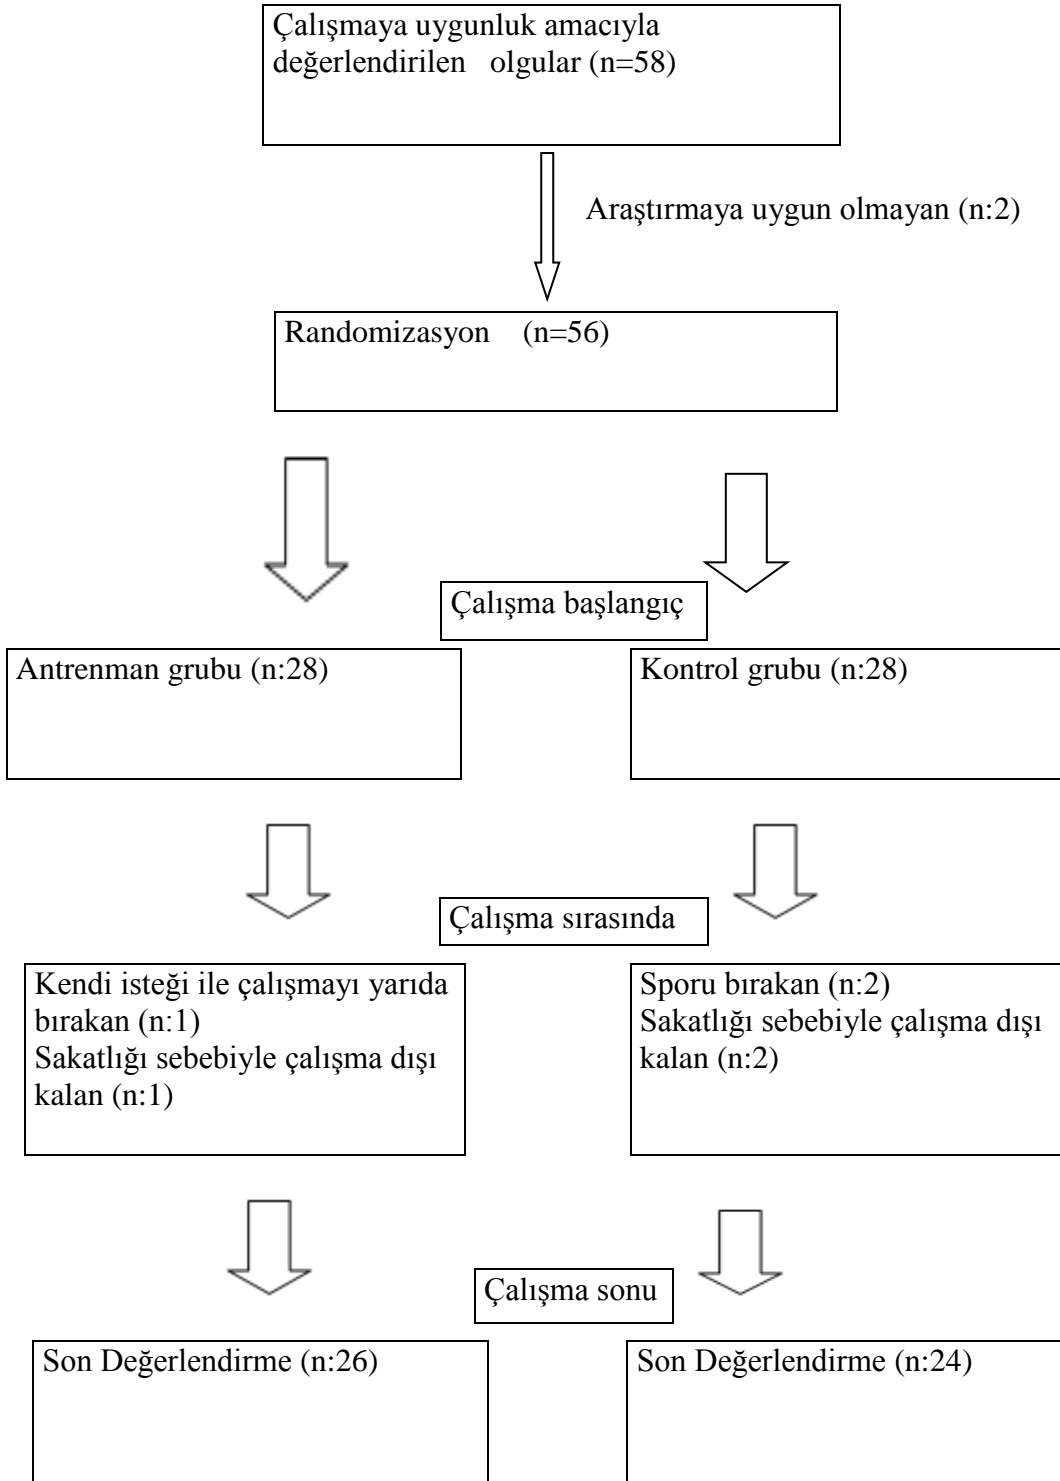 Çalışmaya uygunluk amacıyla
değerlendirilen olgular (n=58)
Araştırmaya uygun olmayan (n:2)
Randomizasyon (n=56)
Çalışma başlangıç
Antrenman grubu (n:28)
Kontrol grubu (n:28)
Çalışma sırasında
Kendi isteği ile çalışmayı yarıda
bırakan (n:1)
Sakatlığı sebebiyle çalışma dışı
kalan (n:1)
Sporu bırakan (n:2)
Sakatlığı sebebiyle çalışma dışı
kalan (n:2)
Çalışma sonu
Son Değerlendirme (n:26)
Son Değerlendirme (n:24)